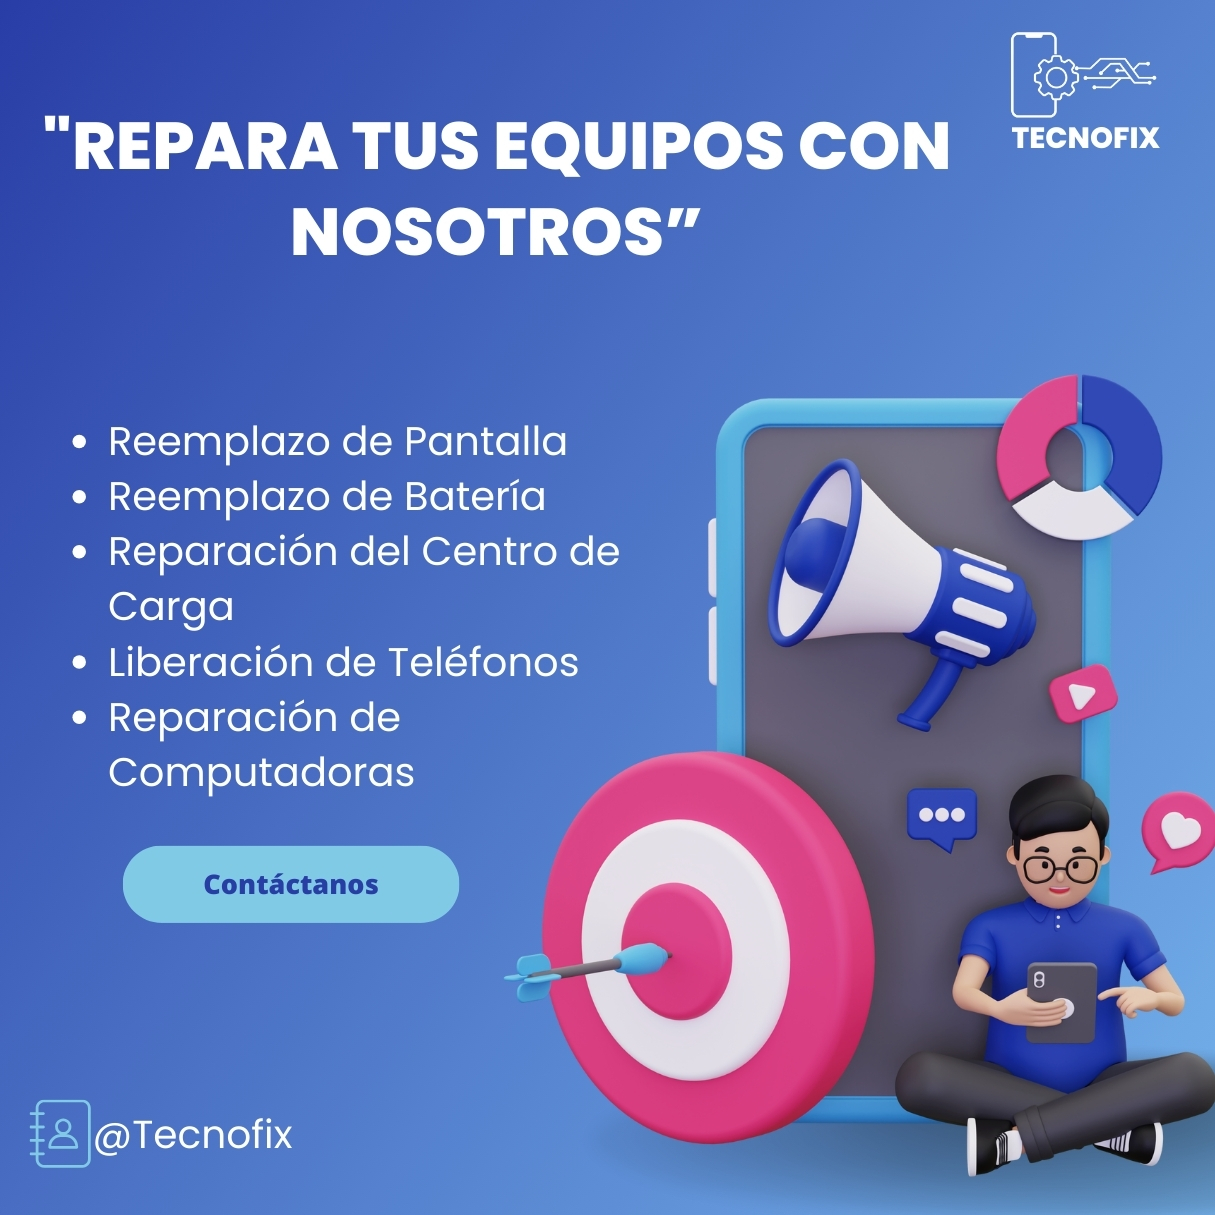 TECNOFIX
"REPARA TUS EQUIPOS CON
NOSOTROS”
Reemplazo de Pantalla
Reemplazo de Batería
Reparación del Centro de
Carga
Liberación de Teléfonos
Reparación de
Computadoras
Contáctanos
@Tecnofix